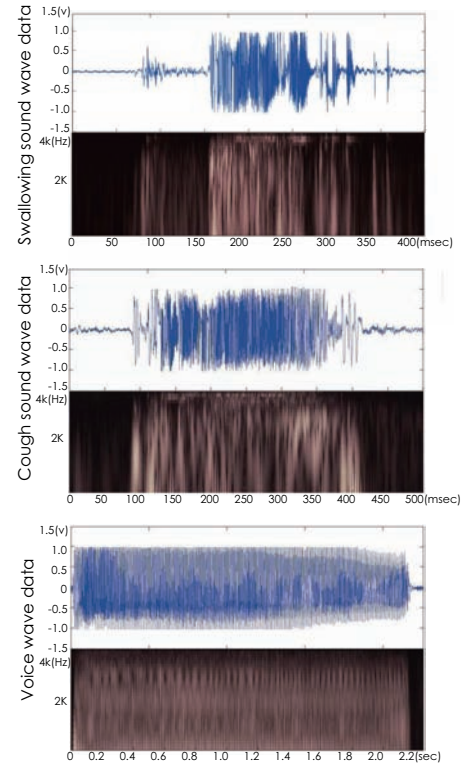 Swallowing sound wave data
1.5(v)
1.0
0.5
0
-0.5
-1.0
-1.5
4k(Hz)
2K
0 50 100 150 200 250 300 350 400(msec)
Cough sound wave data
1.5(v)
1.0
0.5
0
-0.5
-1.0
-1.5
4k(Hz)
2K
0 50 100 150 200 250 300 350 400 500(msec)
Voice wave data
1.5(v)
1.0
0.5
0
-0.5
-1.0
-1.5
4k(Hz)
2K
0 0.2 0.4 0.6 0.8 1.0 1.2 1.4 1.6 1.8 2.0 2.2(sec)